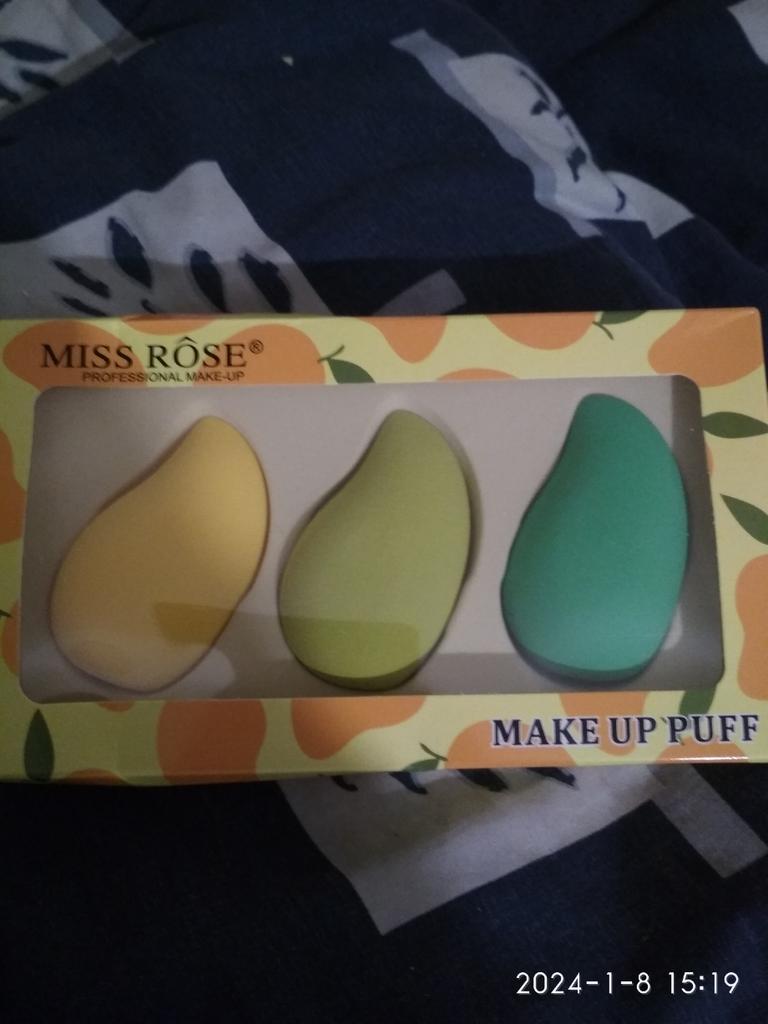 MISS RÔSE®
PROFESSIONAL MAKE-UP
MAKE UP PUFF
2024-1-8 15:19